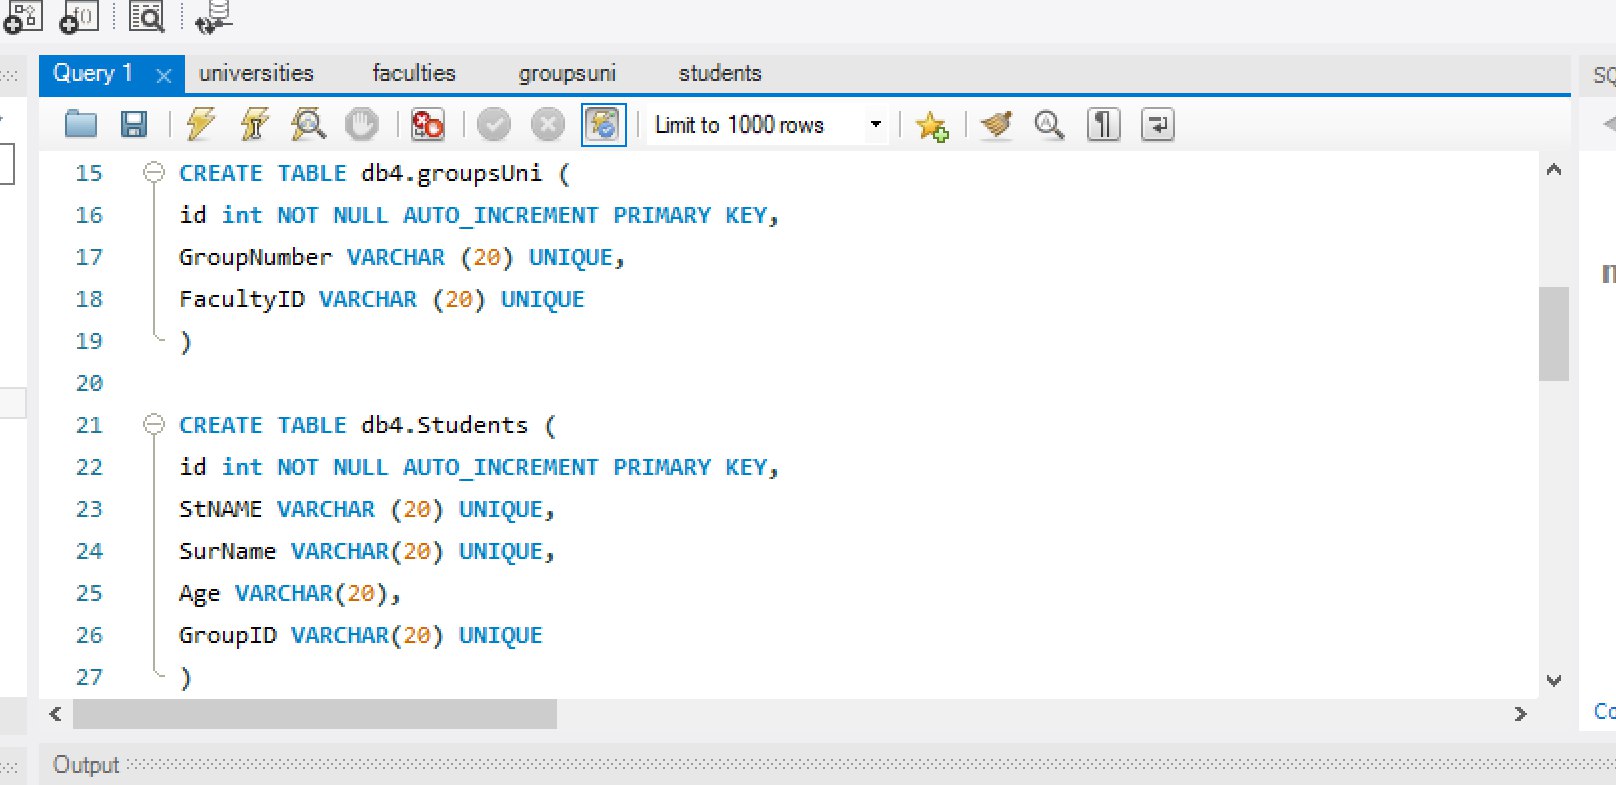 f()
SQ
Query 1 universities faculties groupsuni students
Limit to 1000 rows
15 CREATE TABLE db4.groupsUni (
16 id int NOT NULL AUTO_INCREMENT PRIMARY KEY,
17 GroupNumber VARCHAR (20) UNIQUE,
18 FacultyID VARCHAR (20) UNIQUE
19 )
20
21 CREATE TABLE db4.Students (
22 id int NOT NULL AUTO_INCREMENT PRIMARY KEY,
23 StNAME VARCHAR (20) UNIQUE,
24 SurName VARCHAR(20) UNIQUE,
25 Age VARCHAR(20),
26 GroupID VARCHAR(20) UNIQUE
27 )
Co
Output